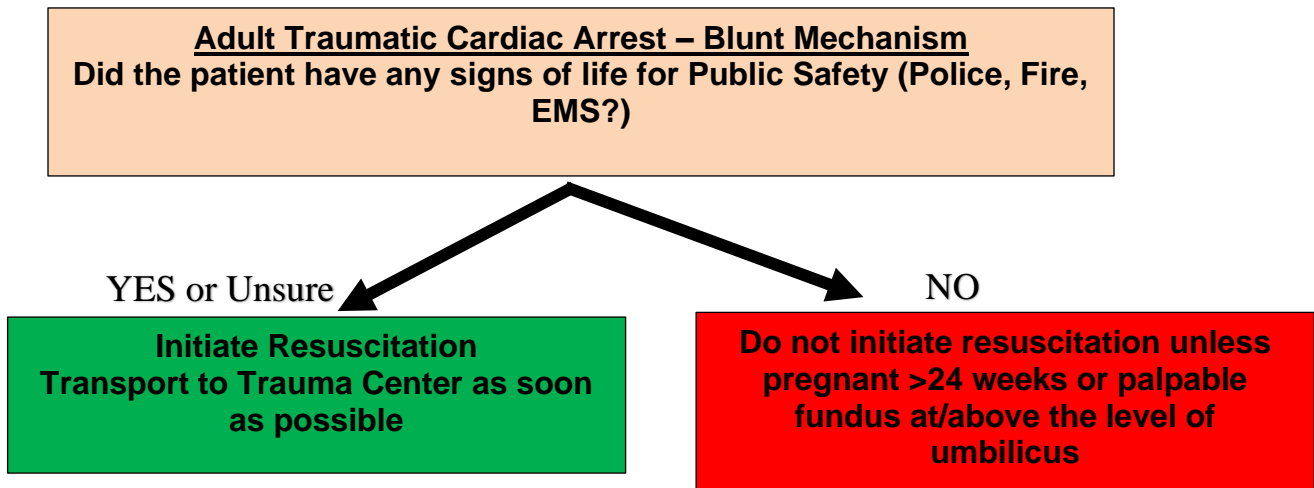 Adult Traumatic Cardiac Arrest – Blunt Mechanism
Did the patient have any signs of life for Public Safety (Police, Fire,
EMS?)
YES or Unsure
NO
Initiate Resuscitation
Transport to Trauma Center as soon
as possible
Do not initiate resuscitation unless
pregnant >24 weeks or palpable
fundus at/above the level of
umbilicus